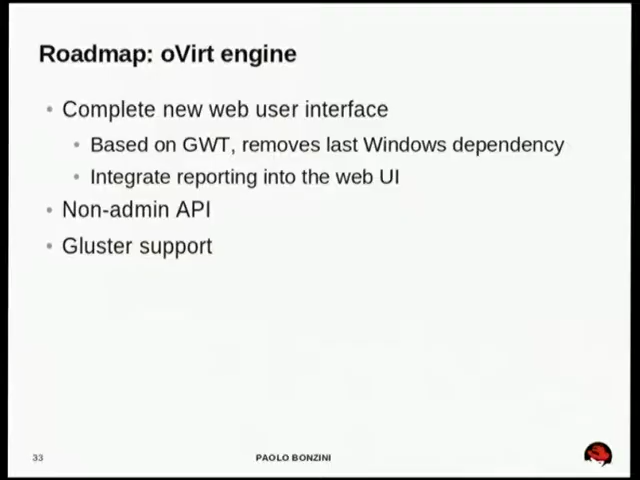 Roadmap: oVirt engine
• Complete new web user interface
• Based on GWT, removes last Windows dependency
• Integrate reporting into the web UI
• Non-admin API
• Gluster support
33
PAOLO BONZINI